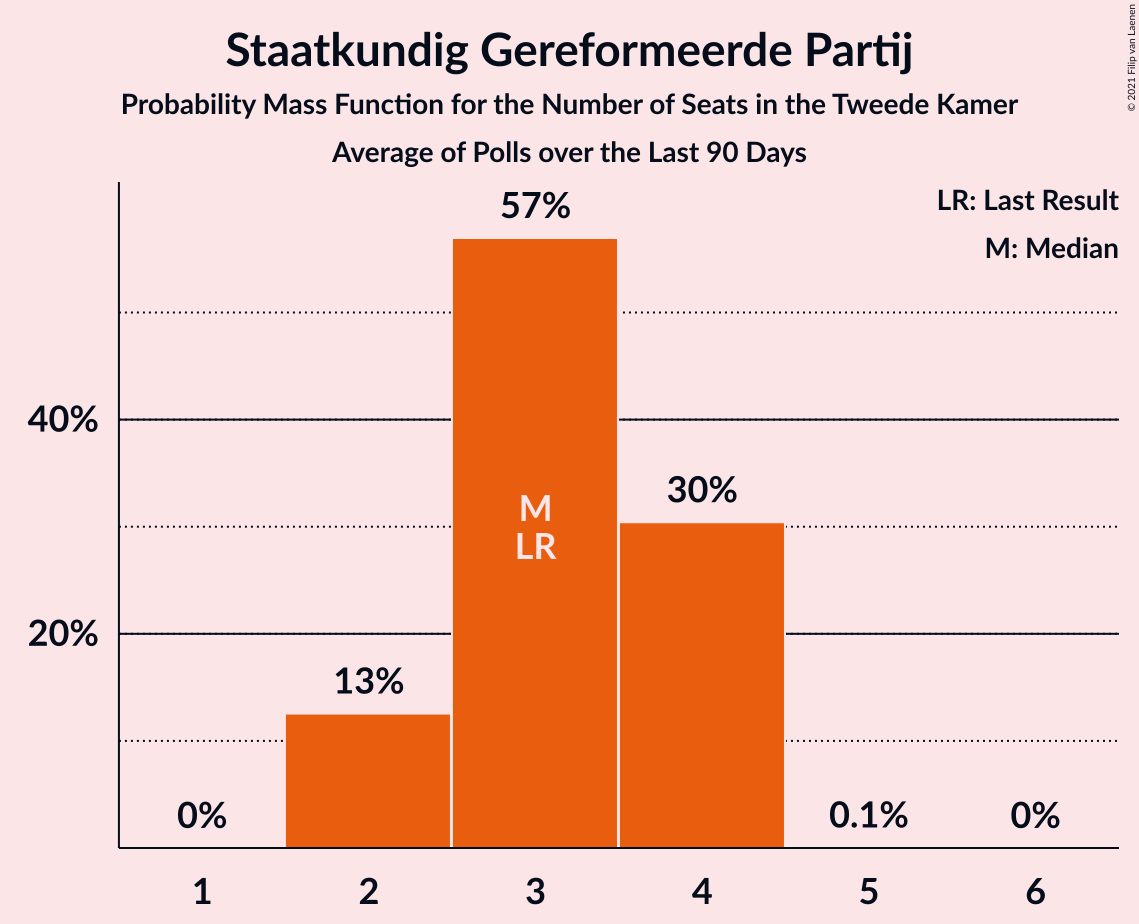 Staatkundig Gereformeerde Partij
Probability Mass Function for the Number of Seats in the Tweede Kamer
Average of Polls over the Last 90 Days
© 2021 Filip van Laenen
LR: Last Result
M: Median
57%
40%
30%
M
LR
20%
13%
0%
0.1%
0%
1 2 3 4 5 6